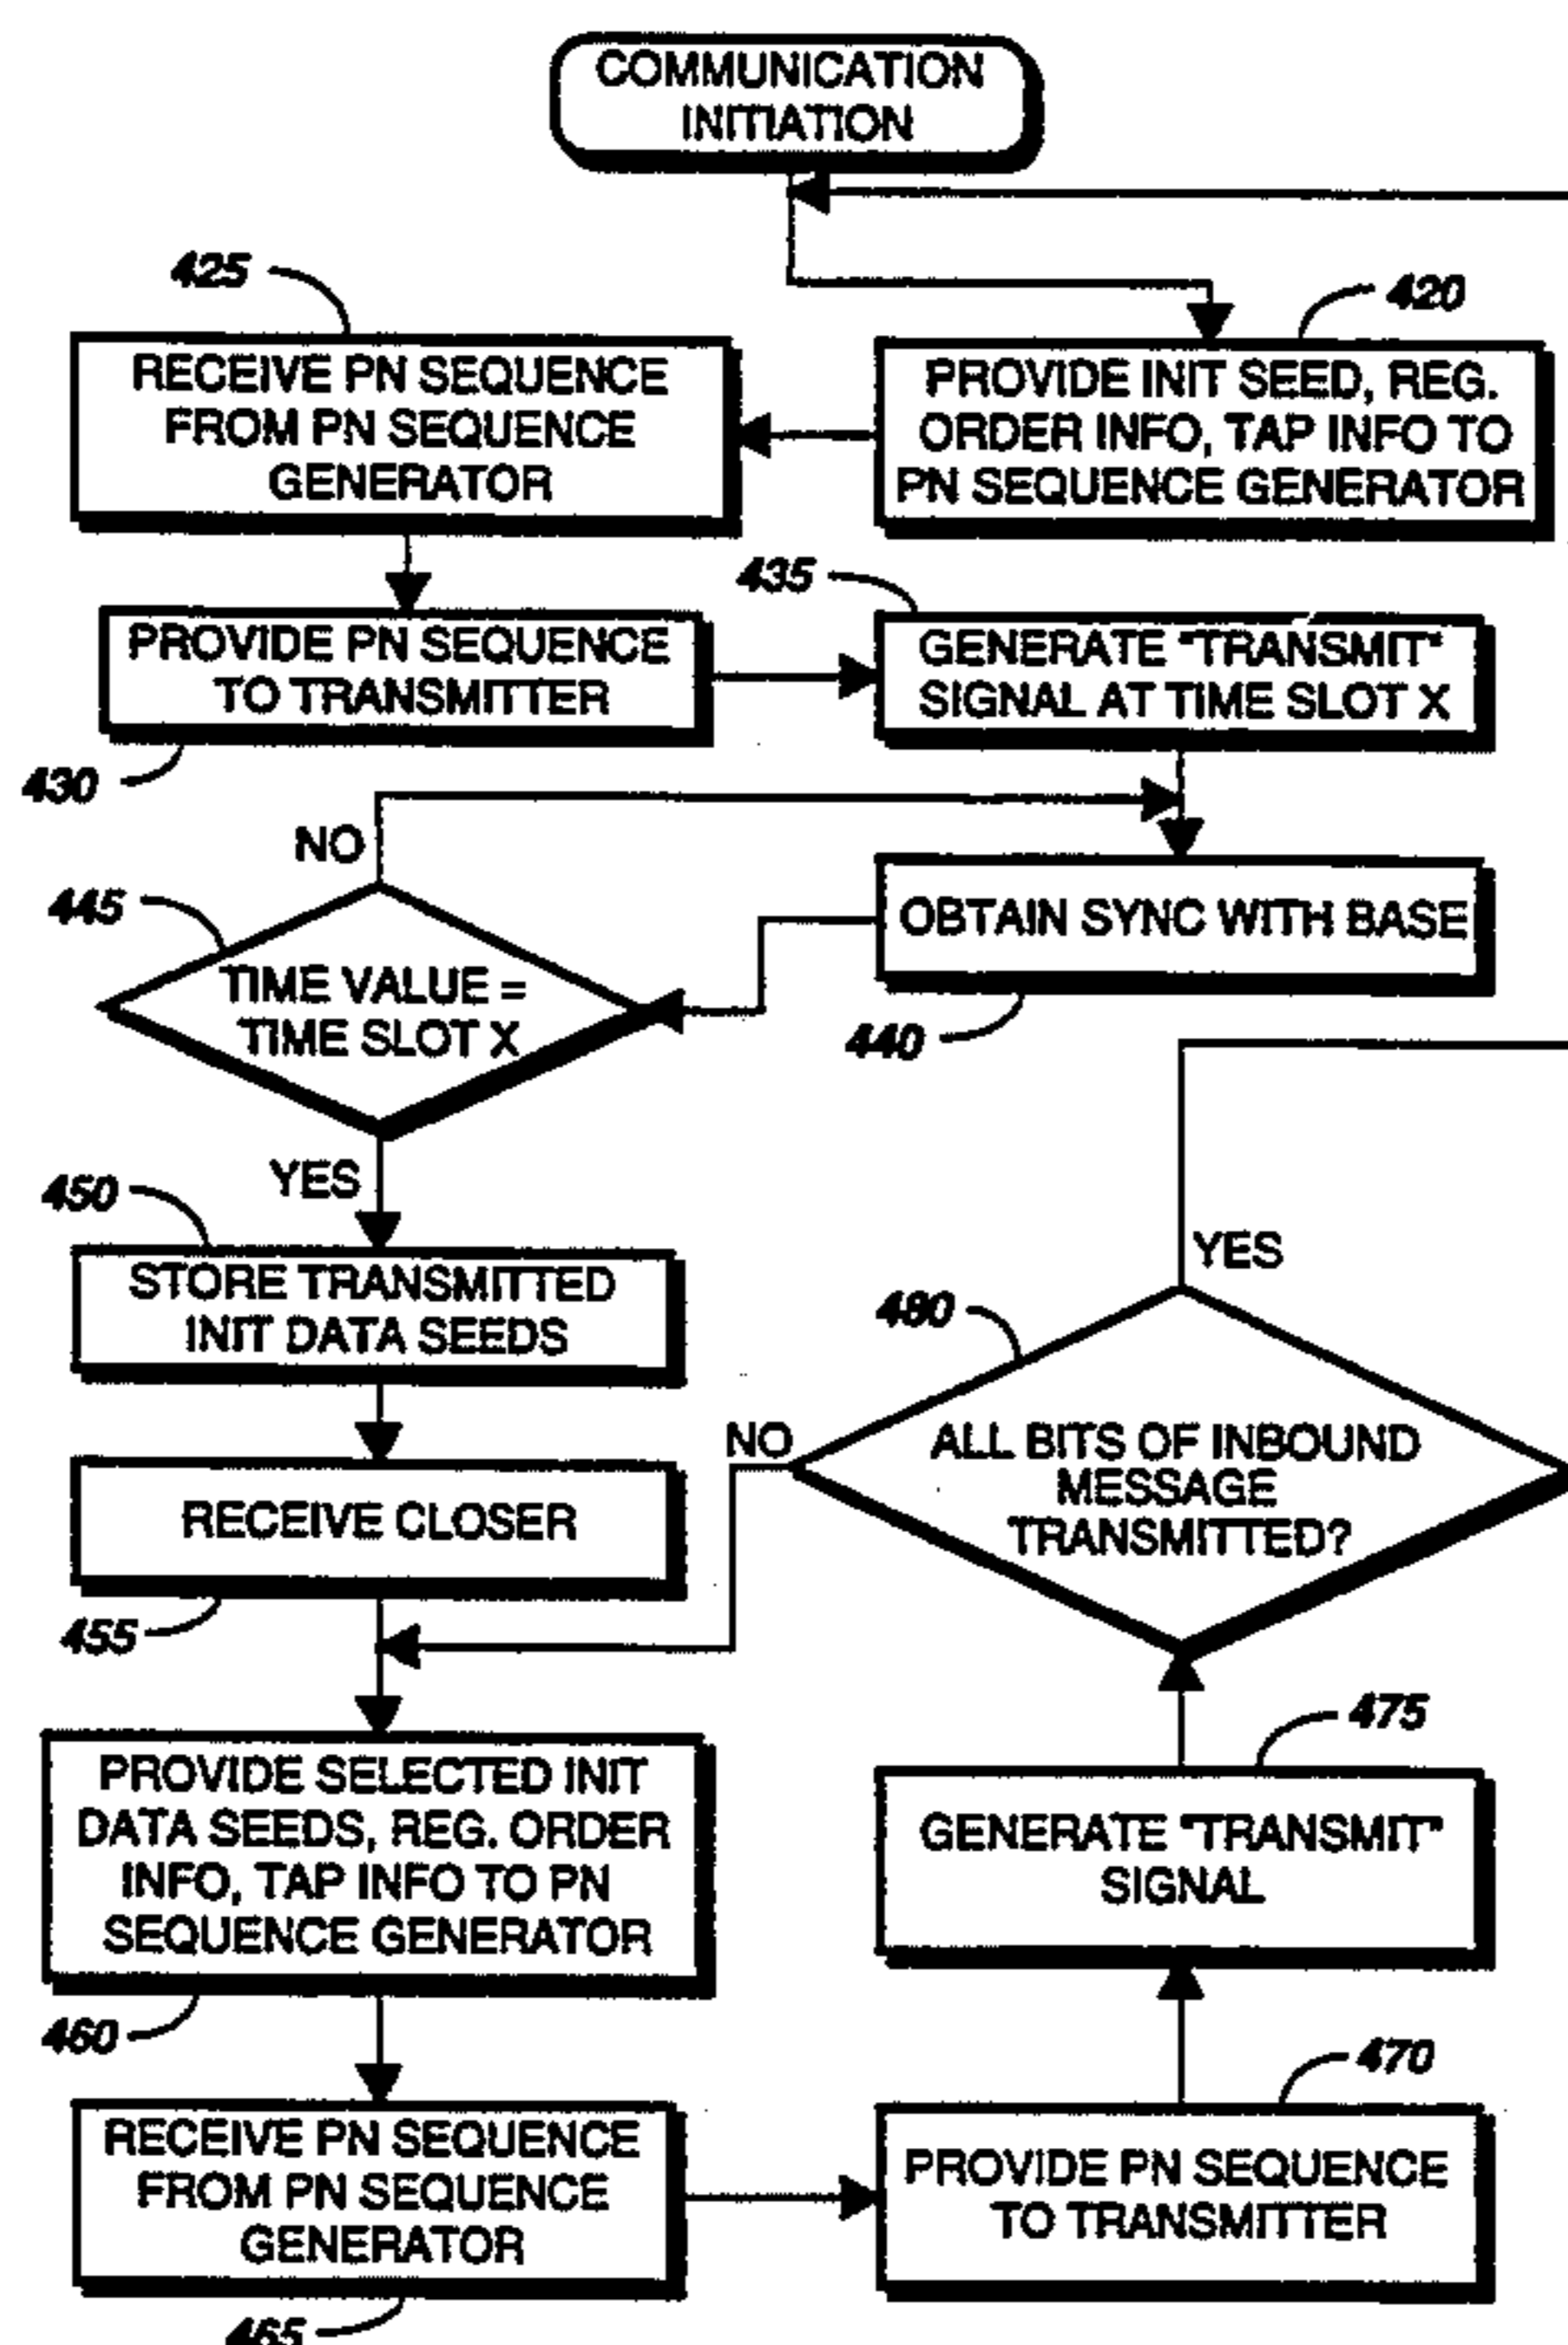 COMMUNICATION
INITIATION
425
420
RECEIVE PN SEQUENCE
FROM PN SEQUENCE
GENERATOR
PROVIDE INIT SEED, REG.
ORDER INFO, TAP INFO TO
PN SEQUENCE GENERATOR
435
PROVIDE PN SEQUENCE
TO TRANSMITTER
GENERATE "TRANSMIT"
SIGNAL AT TIME SLOT X
430
NO
445
OBTAIN SYNC WITH BASE
TIME VALUE =
TIME SLOT X
440
YES
450
STORE TRANSMITTED
INIT DATA SEEDS
YES
480
NO
ALL BITS OF INBOUND
MESSAGE
TRANSMITTED?
RECEIVE CLOSER
455
475
PROVIDE SELECTED INIT
DATA SEEDS, REG. ORDER
INFO, TAP INFO TO PN
SEQUENCE GENERATOR
GENERATE "TRANSMIT"
SIGNAL
460
470
RECEIVE PN SEQUENCE
FROM PN SEQUENCE
GENERATOR
PROVIDE PN SEQUENCE
TO TRANSMITTER
465